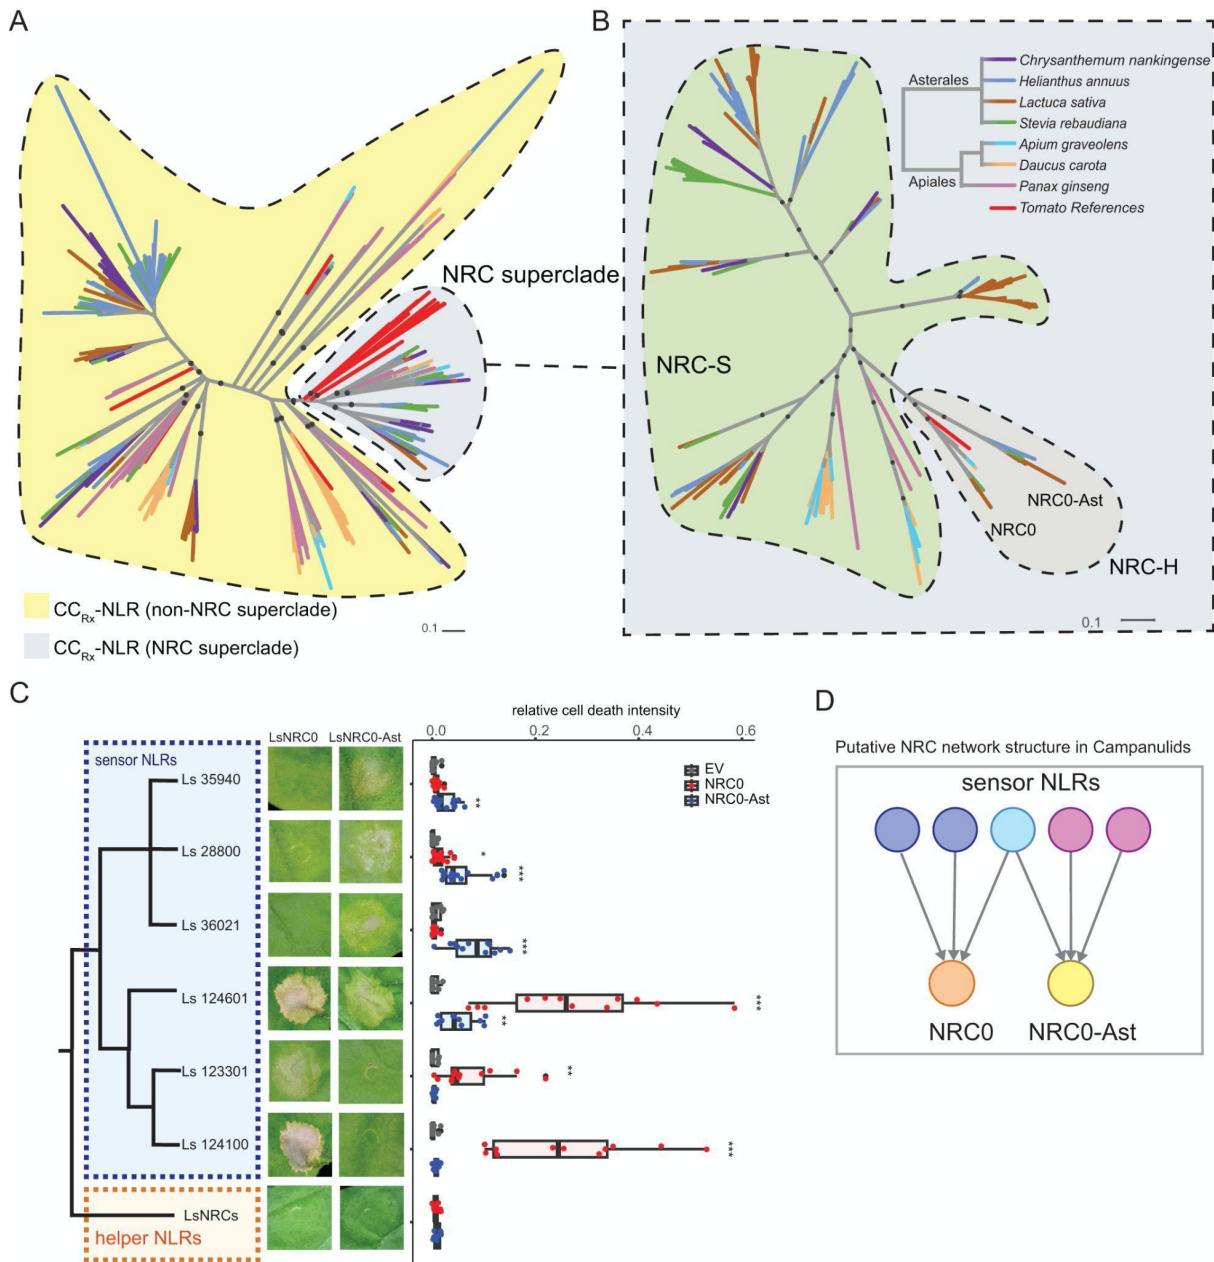 A
NRC superclade
CCRx-NLR (non-NRC superclade)
CCRx-NLR (NRC superclade)
0.1
B
Asterales
Apiales
Chrysanthemum nankingense
Helianthus annuus
Lactuca sativa
Stevia rebaudiana
Apium graveolens
Daucus carota
Panax ginseng
Tomato References
NRC-S
NRC0-Ast
NRC0
NRC-H
0.1
C
relative cell death intensity
0.0 0.2 0.4 0.6
LsNRC0 LsNRC0-Ast
sensor NLRs
EV
NRC0
NRC0-Ast
Ls 35940
**
Ls 28800
*
***
Ls 36021
***
Ls 124601
***
**
Ls 123301
**
Ls 124100
***
LsNRCs
helper NLRs
D
Putative NRC network structure in Campanulids
sensor NLRs
NRC0 NRC0-Ast